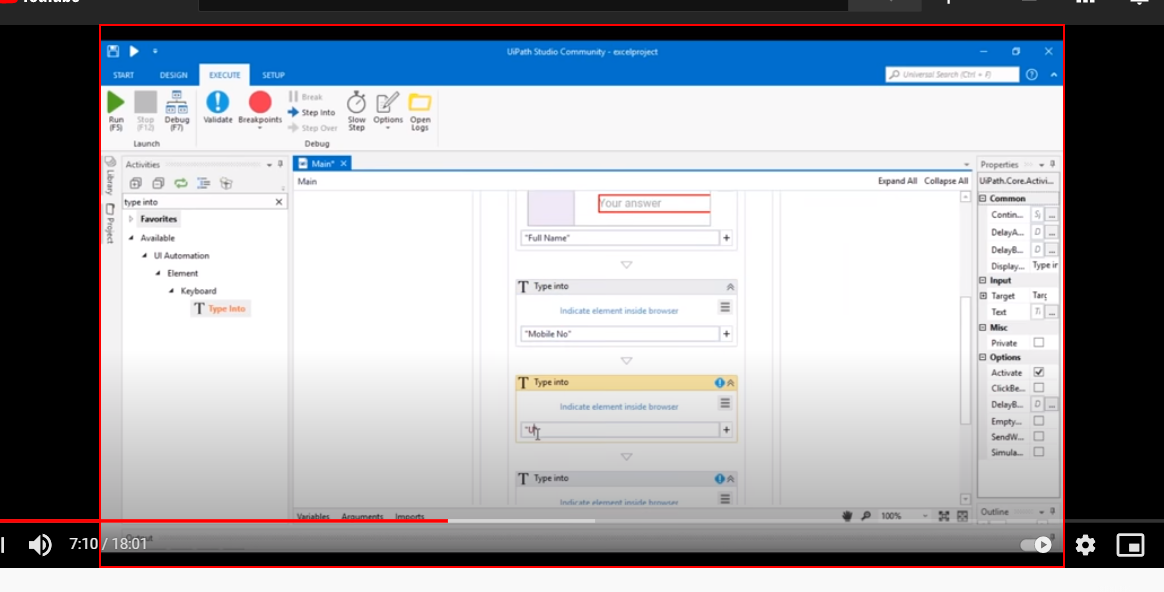 UiPath Studio Community - excelproject
START DESIGN EXECUTE SETUP
Universal Search (Ctrl + F)
Run (F5)
Stop (F12)
Debug (F7)
Validate
Breakpoints
Break
Step Into
Step Over
Slow Step
Options
Open Logs
Launch
Debug
Library
Project
Activities
type into
Favorites
Available
UI Automation
Element
Keyboard
Type Into
Main*
Main
Expand All Collapse All
Your answer
"Full Name"
Type into
Indicate element inside browser
"Mobile No"
Type into
Indicate element inside browser
Type into
Indicate element inside browser
Variables Arguments Imports
100%
Properties
UiPath.Core.Activi...
Common
Contin...
DelayA...
DelayB...
Display... Type in
Input
Target Targ
Text
Misc
Private
Options
Activate
ClickBe...
DelayB...
Empty...
SendW...
Simula...
Outline
7:10 / 18:01